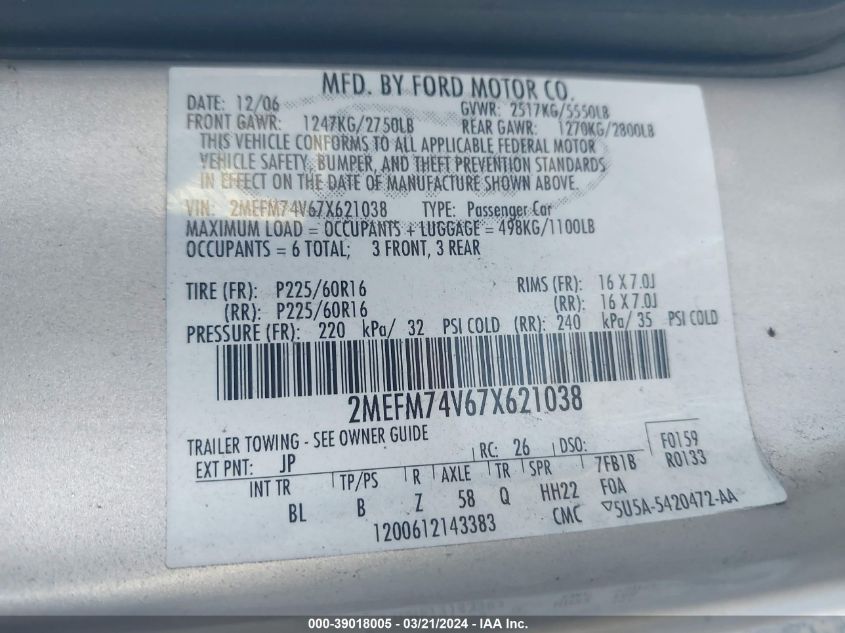 MFD. BY FORD MOTOR CO.
DATE: 12/06 GVWR: 2517KG/5550LB
FRONT GAWR: 1247KG/2750LB REAR GAWR: 1270KG/2800LB
THIS VEHICLE CONFORMS TO ALL APPLICABLE FEDERAL MOTOR
VEHICLE SAFETY, BUMPER, AND THEFT PREVENTION STANDARDS
IN EFFECT ON THE DATE OF MANUFACTURE SHOWN ABOVE.
VIN: 2MEFM74V67X621038 TYPE: Passenger Car
MAXIMUM LOAD = OCCUPANTS + LUGGAGE = 498KG/1100LB
OCCUPANTS = 6 TOTAL; 3 FRONT, 3 REAR
TIRE (FR): P225/60R16 RIMS (FR): 16 X 7.0J
(RR): P225/60R16 (RR): 16 X 7.0J
PRESSURE (FR): 220 kPa/ 32 PSI COLD (RR): 240 kPa/ 35 PSI COLD
2MEFM74V67X621038
TRAILER TOWING - SEE OWNER GUIDE
EXT PNT: JP RC: 26 DSO: F0159
INT TR TP/PS R AXLE TR SPR 7FB1B R0133
BL B Z 58 Q HH22 F0A
1200612143383 CMC ▽5U5A-5420472-AA
000-39018005 - 03/21/2024 - IAA Inc.